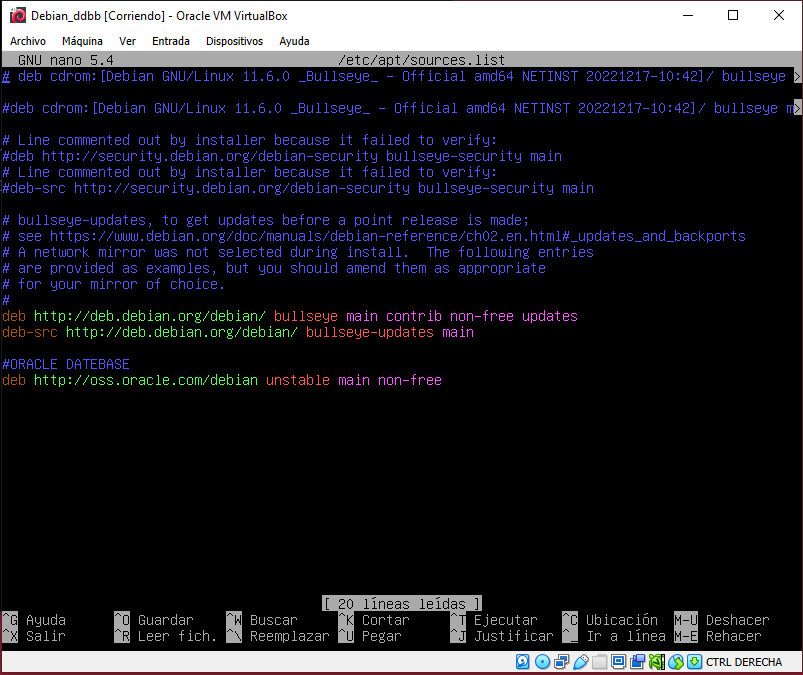 Debian_ddbb [Corriendo] - Oracle VM VirtualBox
Archivo Máquina Ver Entrada Dispositivos Ayuda
GNU nano 5.4 /etc/apt/sources.list
# deb cdrom:[Debian GNU/Linux 11.6.0 _Bullseye_ - Official amd64 NETINST 20221217-10:42]/ bullseye >
#deb cdrom:[Debian GNU/Linux 11.6.0 _Bullseye_ - Official amd64 NETINST 20221217-10:42]/ bullseye m>
# Line commented out by installer because it failed to verify:
#deb http://security.debian.org/debian-security bullseye-security main
# Line commented out by installer because it failed to verify:
#deb-src http://security.debian.org/debian-security bullseye-security main
# bullseye-updates, to get updates before a point release is made;
# see https://www.debian.org/doc/manuals/debian-reference/ch02.en.html#_updates_and_backports
# A network mirror was not selected during install.  The following entries
# are provided as examples, but you should amend them as appropriate
# for your mirror of choice.
#
deb http://deb.debian.org/debian/ bullseye main contrib non-free updates
deb-src http://deb.debian.org/debian/ bullseye-updates main
#ORACLE DATEBASE
deb http://oss.oracle.com/debian unstable main non-free
[ 20 líneas leídas ]
^G Ayuda ^O Guardar ^W Buscar ^K Cortar ^T Ejecutar ^C Ubicación M-U Deshacer
^X Salir ^R Leer fich. ^\ Reemplazar ^U Pegar ^J Justificar ^_ Ir a línea M-E Rehacer
CTRL DERECHA